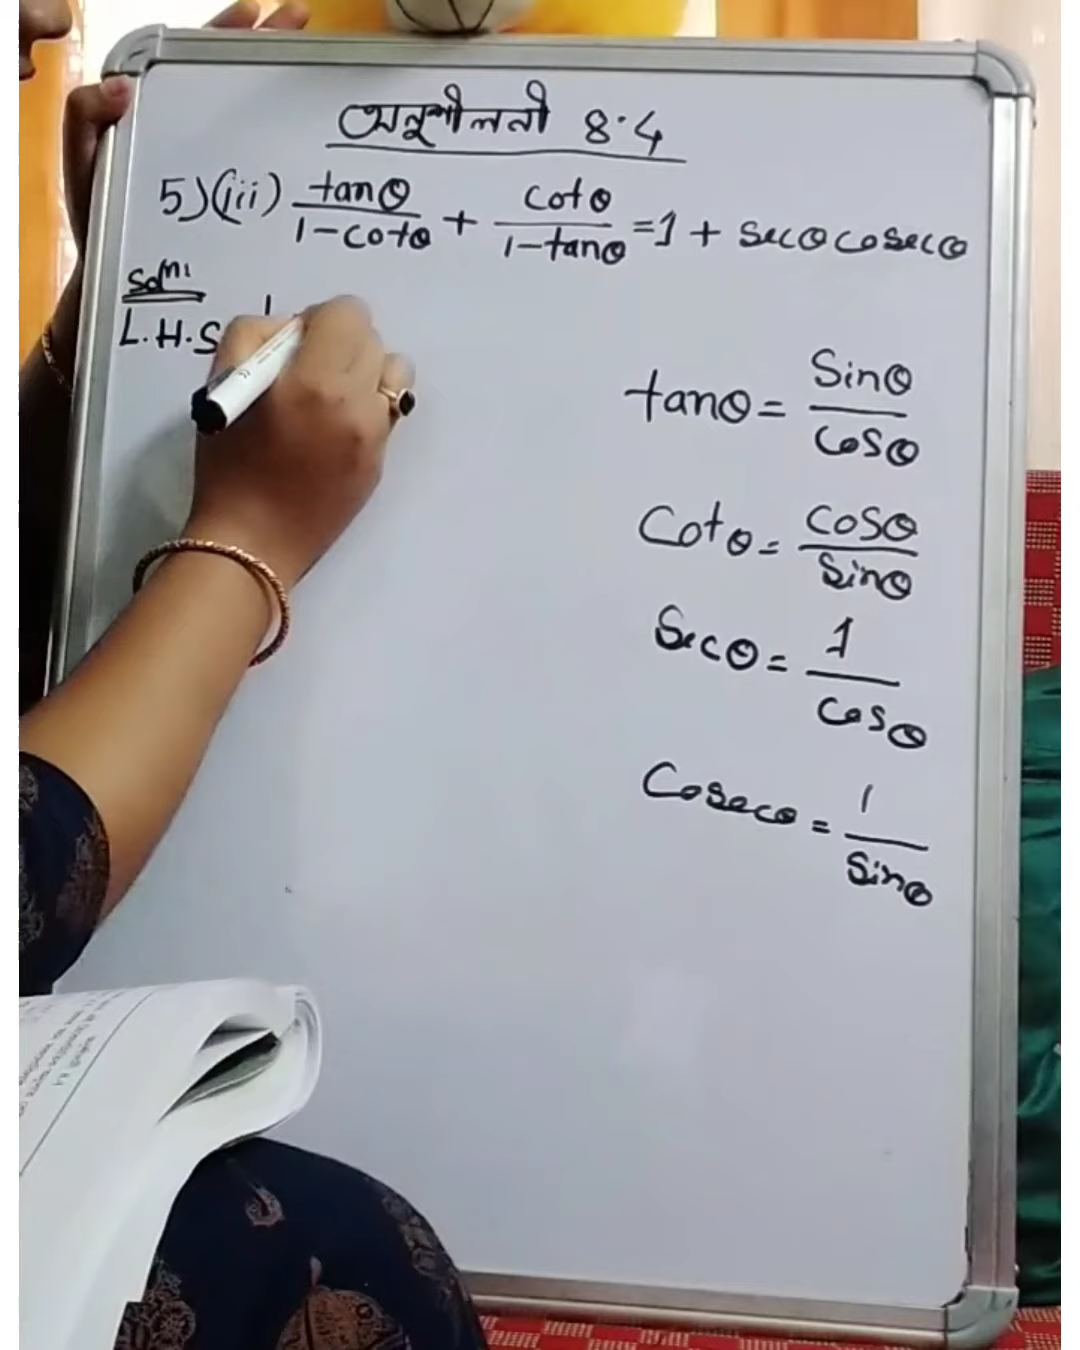 অনুশীলনী 8.4
5)(iii) tanθ/1-cotθ + cotθ/1-tanθ = 1 + secθ cosecθ
Soln:
L.H.S
tanθ = Sinθ/cosθ
Cotθ = cosθ/Sinθ
Secθ = 1/cosθ
Cosecθ = 1/Sinθ